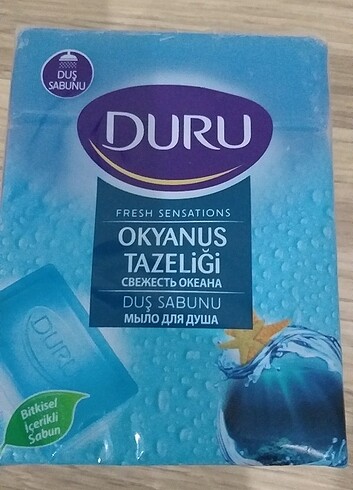 DUŞ
SABUNU
DURU
FRESH SENSATIONS
OKYANUS
TAZELİĞİ
СВЕЖЕСТЬ ОКЕАНА
DUŞ SABUNU
МЫЛО ДЛЯ ДУША
DURU
Bitkisel
İçerikli
Sabun